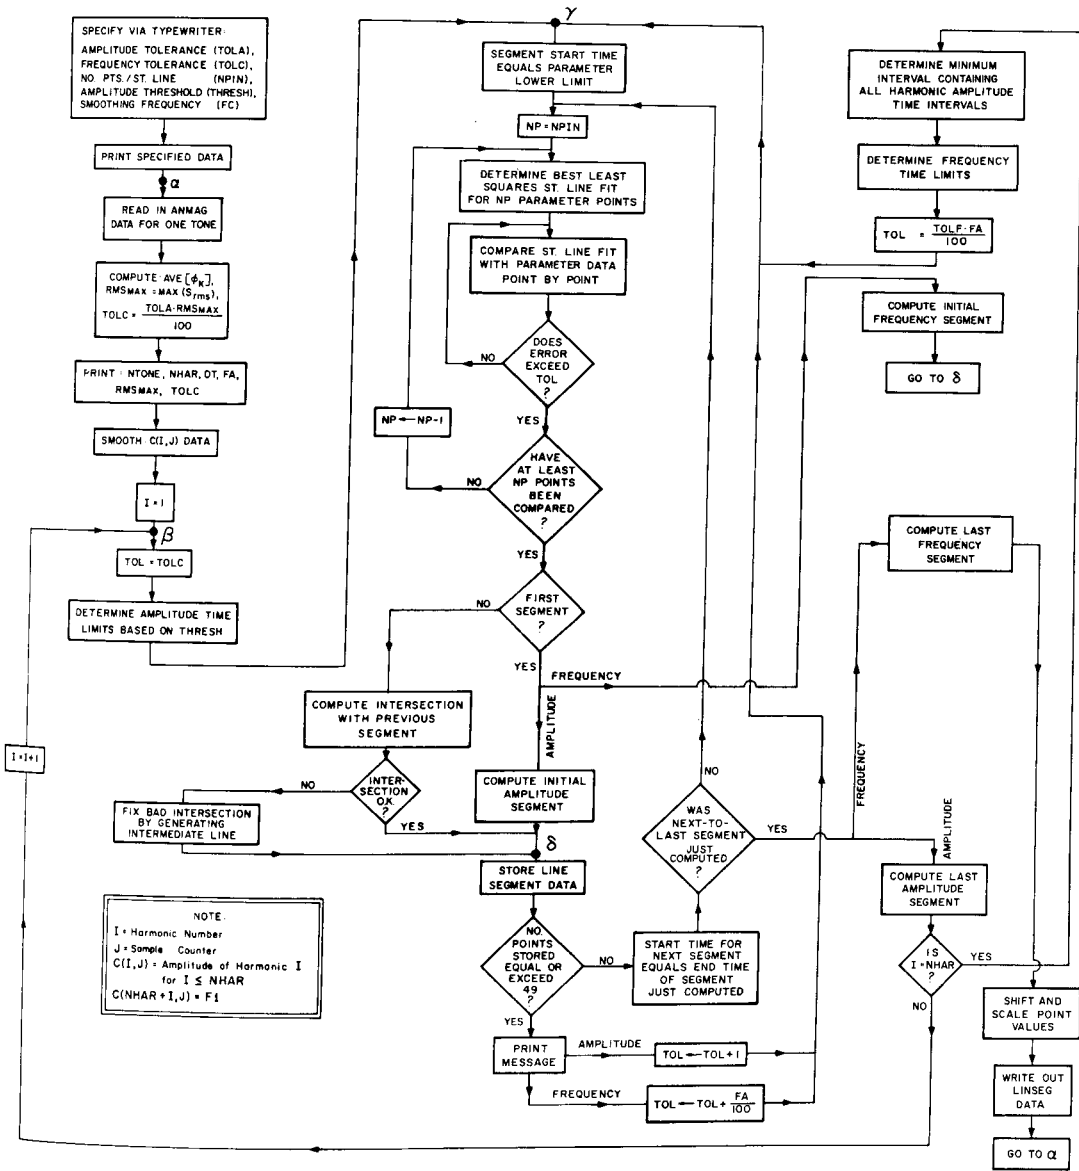 SPECIFY VIA TYPEWRITER:
AMPLITUDE TOLERANCE (TOLA),
FREQUENCY TOLERANCE (TOLC),
NO. PTS./ST. LINE (NPIN),
AMPLITUDE THRESHOLD (THRESH),
SMOOTHING FREQUENCY (FC)
PRINT SPECIFIED DATA
α
READ IN ANMAG
DATA FOR ONE TONE
COMPUTE AVE [ϕK],
RMSMAX = MAX (Srms),
TOLC = TOLA·RMSMAX
100
PRINT: NTONE, NHAR, DT, FA,
RMSMAX, TOLC
SMOOTH C(I,J) DATA
I = 1
β
TOL = TOLC
DETERMINE AMPLITUDE TIME
LIMITS BASED ON THRESH
I = I+1
γ
SEGMENT START TIME
EQUALS PARAMETER
LOWER LIMIT
NP = NPIN
DETERMINE BEST LEAST
SQUARES ST. LINE FIT
FOR NP PARAMETER POINTS
COMPARE ST. LINE FIT
WITH PARAMETER DATA
POINT BY POINT
DOES
ERROR
EXCEED
TOL
?
NO
YES
NP ← NP-1
HAVE
AT LEAST
NP POINTS
BEEN
COMPARED
?
NO
YES
FIRST
SEGMENT
?
NO
YES
FREQUENCY
AMPLITUDE
COMPUTE INTERSECTION
WITH PREVIOUS
SEGMENT
INTER-
SECTION
O.K.
?
NO
YES
FIX BAD INTERSECTION
BY GENERATING
INTERMEDIATE LINE
COMPUTE INITIAL
AMPLITUDE
SEGMENT
δ
STORE LINE
SEGMENT DATA
NO.
POINTS
STORED
EQUAL OR
EXCEED
49
?
NO
YES
START TIME FOR
NEXT SEGMENT
EQUALS END TIME
OF SEGMENT
JUST COMPUTED
WAS
NEXT-TO-
LAST SEGMENT
JUST
COMPUTED
?
NO
YES
PRINT
MESSAGE
AMPLITUDE
TOL ← TOL + 1
FREQUENCY
TOL ← TOL + FA
100
DETERMINE MINIMUM
INTERVAL CONTAINING
ALL HARMONIC AMPLITUDE
TIME INTERVALS
DETERMINE FREQUENCY
TIME LIMITS
TOL = TOLF·FA
100
COMPUTE INITIAL
FREQUENCY SEGMENT
GO TO δ
COMPUTE LAST
FREQUENCY
SEGMENT
FREQUENCY
AMPLITUDE
COMPUTE LAST
AMPLITUDE
SEGMENT
IS
I = NHAR
?
YES
NO
SHIFT AND
SCALE POINT
VALUES
WRITE OUT
LINSEG
DATA
GO TO α
NOTE:
I = Harmonic Number
J = Sample Counter
C(I,J) = Amplitude of Harmonic I
for I ≤ NHAR
C(NHAR+I,J) = F1